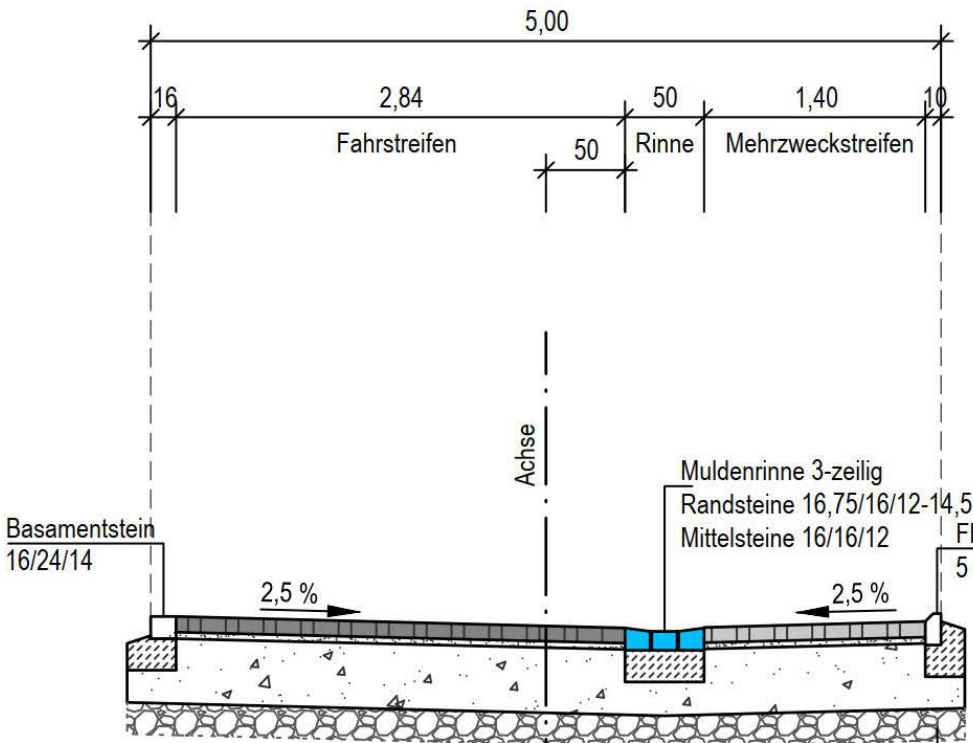 5,00
16 2,84 50 1,40 10
Fahrstreifen Rinne Mehrzweckstreifen
50
Achse
Muldenrinne 3-zeilig
Randsteine 16,75/16/12-14,5
Mittelsteine 16/16/12
Basamentstein
16/24/14
5
2,5 % 2,5 %